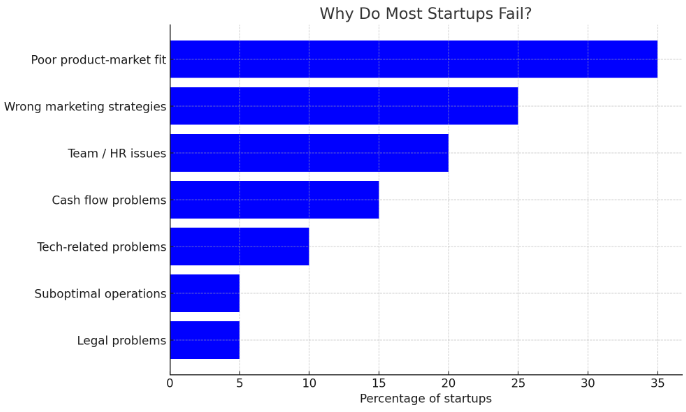 Why Do Most Startups Fail?
Poor product-market fit
Wrong marketing strategies
Team / HR issues
Cash flow problems
Tech-related problems
Suboptimal operations
Legal problems
0 5 10 15 20 25 30 35
Percentage of startups